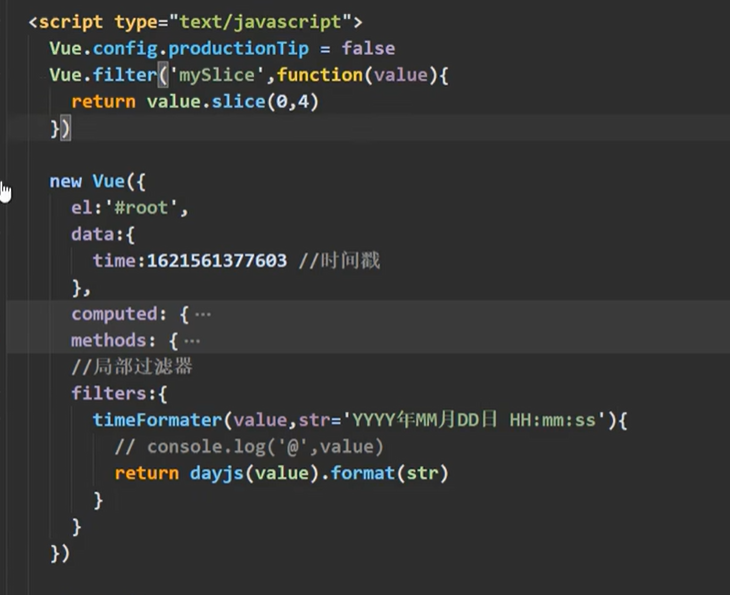 <script type="text/javascript">
Vue.config.productionTip = false
Vue.filter('mySlice',function(value){
return value.slice(0,4)
})
new Vue({
el:'#root',
data:{
time:1621561377603 //时间戳
},
computed: {···
methods: {···
//局部过滤器
filters:{
timeFormater(value,str='YYYY年MM月DD日 HH:mm:ss'){
// console.log('@',value)
return dayjs(value).format(str)
}
}
})